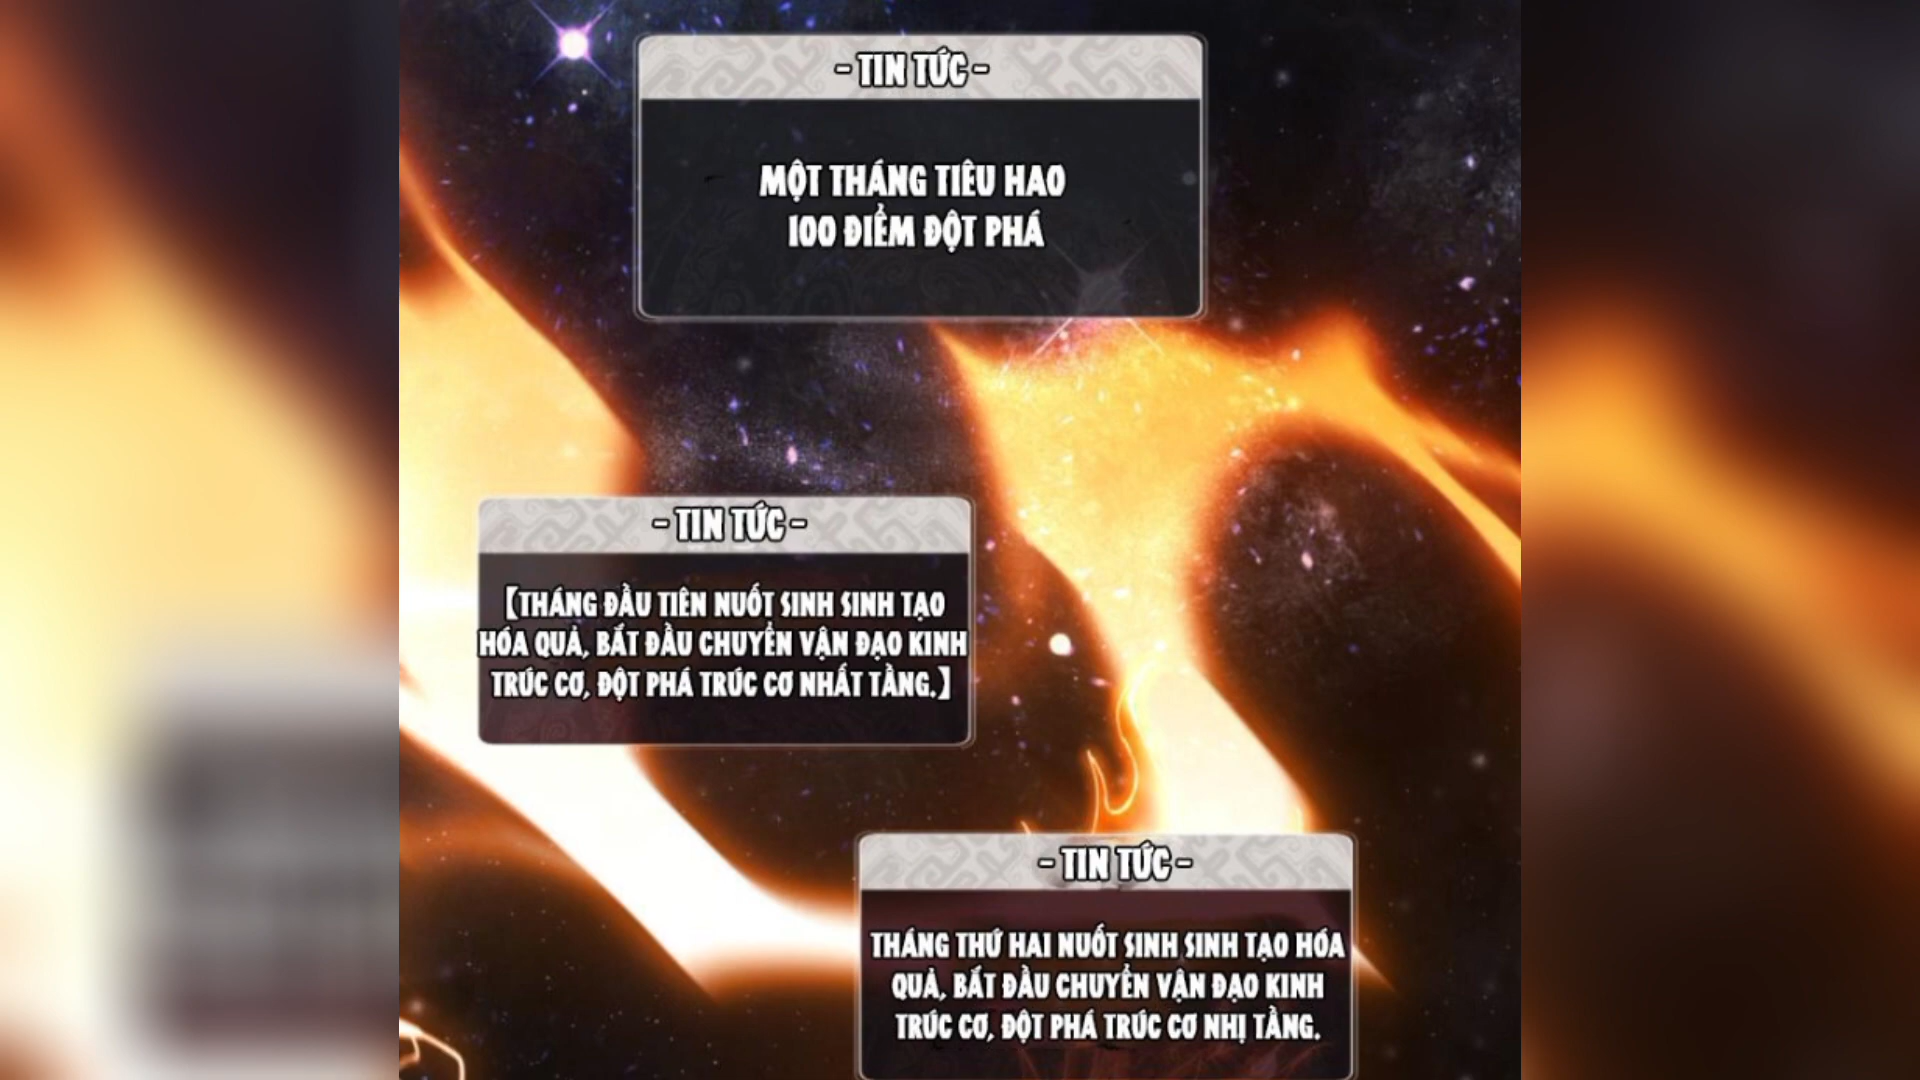 - TIN TỨC -
MỘT THÁNG TIÊU HAO
100 ĐIỂM ĐỘT PHÁ
- TIN TỨC -
【THÁNG ĐẦU TIÊN NUỐT SINH SINH TẠO
HÓA QUẢ, BẮT ĐẦU CHUYỂN VẬN ĐẠO KINH
TRÚC CƠ, ĐỘT PHÁ TRÚC CƠ NHẤT TẦNG.】
- TIN TỨC -
THÁNG THỨ HAI NUỐT SINH SINH TẠO HÓA
QUẢ, BẮT ĐẦU CHUYỂN VẬN ĐẠO KINH
TRÚC CƠ, ĐỘT PHÁ TRÚC CƠ NHỊ TẦNG.